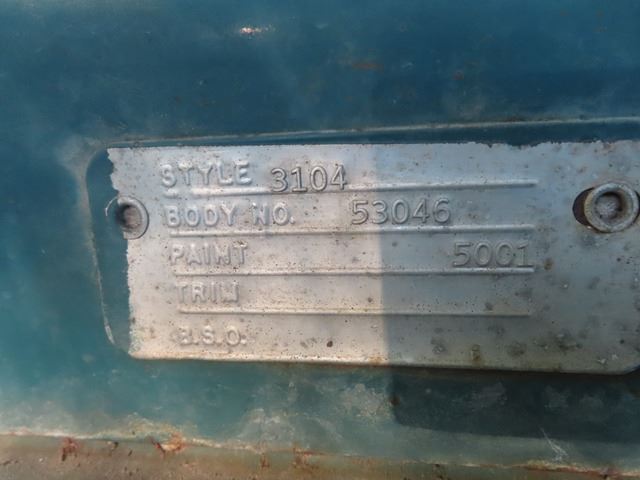 STYLE 3104
BODY NO. 53046
PAINT 5001
TRIM
B.S.O.